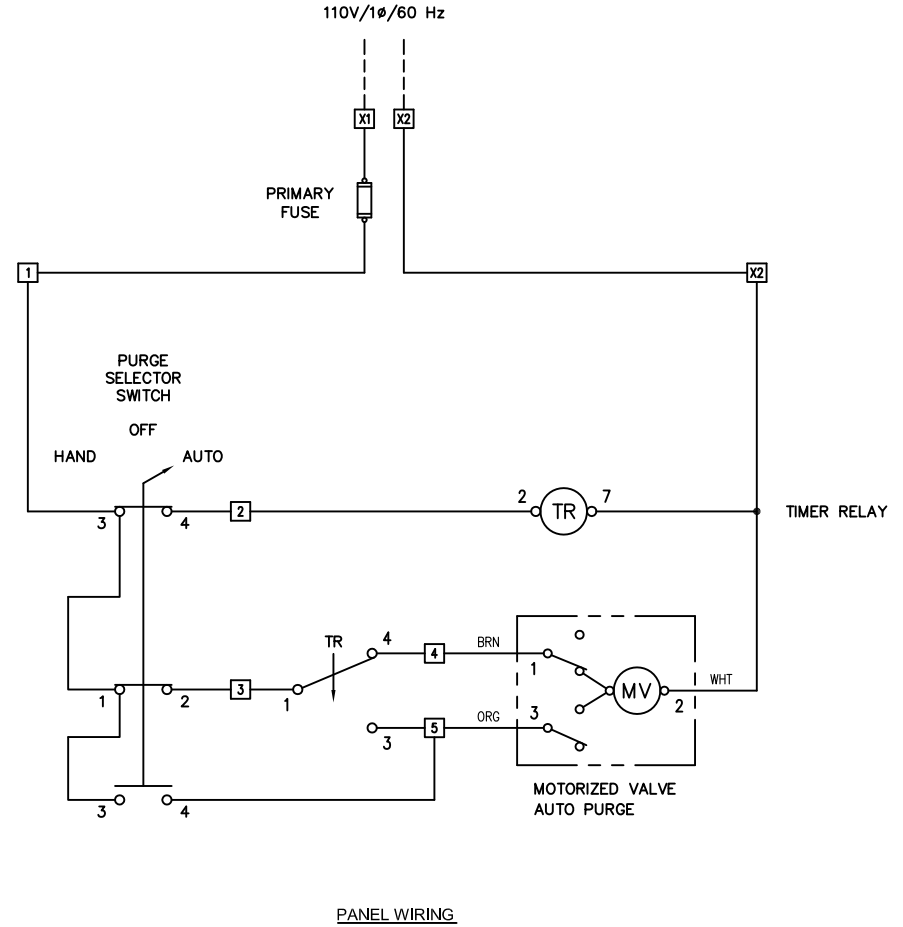 110V/1ø/60 Hz
X1 X2
PRIMARY
FUSE
1 X2
PURGE
SELECTOR
SWITCH
OFF
HAND AUTO
3 4 2 2 TR 7 TIMER RELAY
TR 4 4 BRN
1 2 3 1 1 MV 2 WHT
3 5 ORG 3
3 4
MOTORIZED VALVE
AUTO PURGE
PANEL WIRING